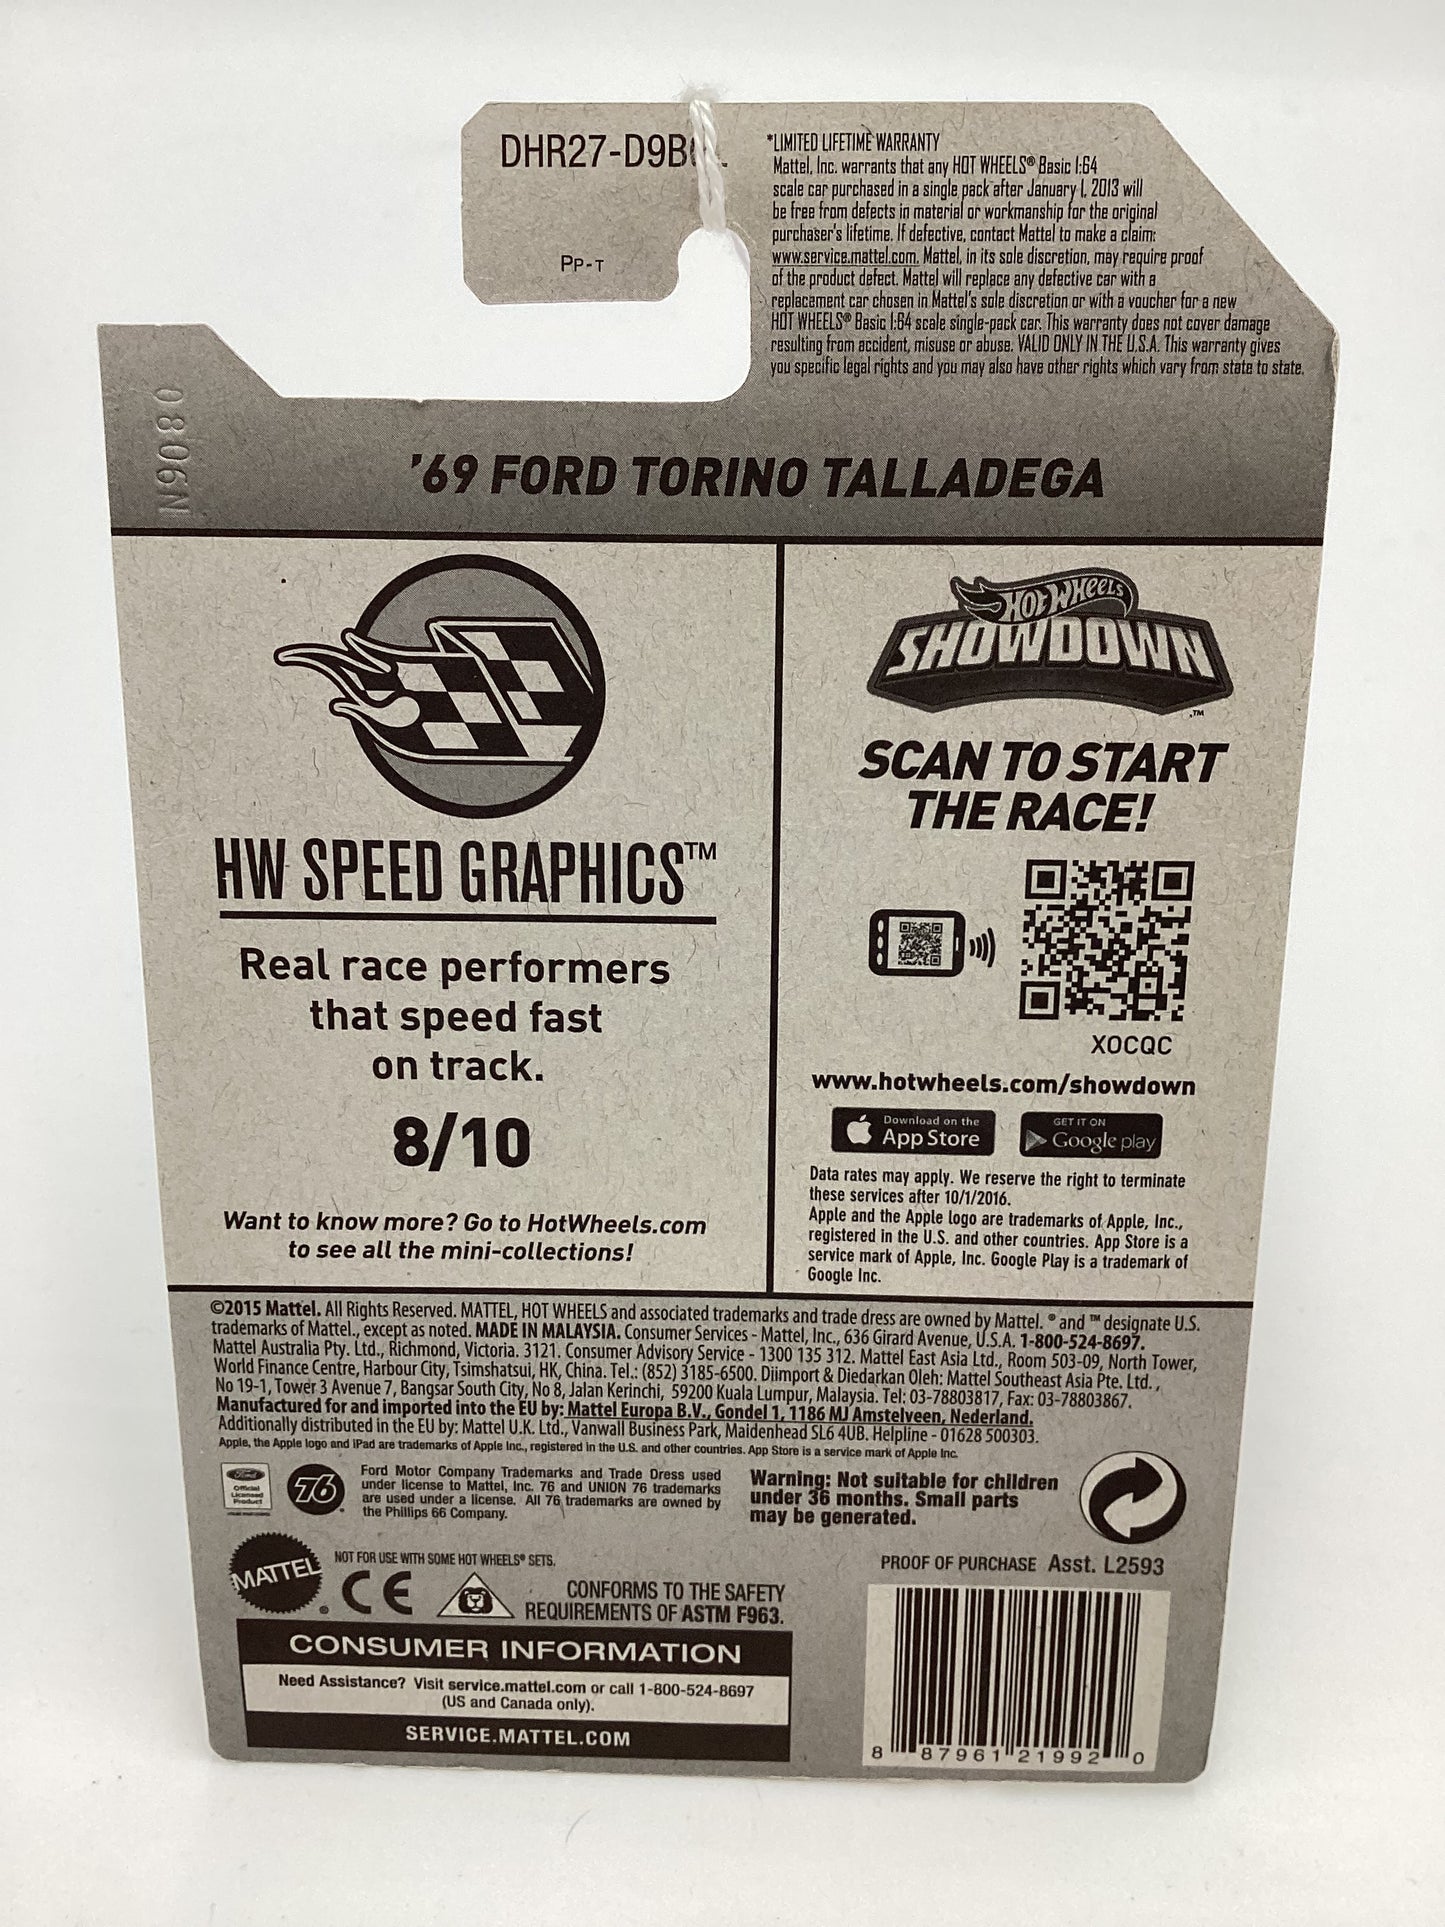 *LIMITED LIFETIME WARRANTY
Mattel, Inc. warrants that any HOT WHEELS® Basic 1:64
scale car purchased in a single pack after January 1, 2013 will
be free from defects in material or workmanship for the original
purchaser's lifetime. If defective, contact Mattel to make a claim:
www.service.mattel.com. Mattel, in its sole discretion, may require proof
of the product defect. Mattel will replace any defective car with a
replacement car chosen in Mattel's sole discretion or with a voucher for a new
HOT WHEELS® Basic 1:64 scale single-pack car. This warranty does not cover damage
resulting from accident, misuse or abuse. VALID ONLY IN THE U.S.A. This warranty gives
you specific legal rights and you may also have other rights which vary from state to state.
PP-T
N9080
'69 FORD TORINO TALLADEGA
HW SPEED GRAPHICS™
Real race performers
that speed fast
on track.
8/10
Want to know more? Go to HotWheels.com
to see all the mini-collections!
HOT WHEELS
SHOWDOWN™
SCAN TO START
THE RACE!
XOCQC
www.hotwheels.com/showdown
Download on the
App Store
GET IT ON
Google play
Data rates may apply. We reserve the right to terminate
these services after 10/1/2016.
Apple and the Apple logo are trademarks of Apple, Inc.,
registered in the U.S. and other countries. App Store is a
service mark of Apple, Inc. Google Play is a trademark of
Google Inc.
©2015 Mattel. All Rights Reserved. MATTEL, HOT WHEELS and associated trademarks and trade dress are owned by Mattel. ® and ™ designate U.S.
trademarks of Mattel., except as noted. MADE IN MALAYSIA. Consumer Services - Mattel, Inc., 636 Girard Avenue, U.S.A. 1-800-524-8697.
Mattel Australia Pty. Ltd., Richmond, Victoria. 3121. Consumer Advisory Service - 1300 135 312. Mattel East Asia Ltd., Room 503-09, North Tower,
World Finance Centre, Harbour City, Tsimshatsui, HK, China. Tel.: (852) 3185-6500. Diimport & Diedarkan Oleh: Mattel Southeast Asia Pte. Ltd.,
No 19-1, Tower 3 Avenue 7, Bangsar South City, No 8, Jalan Kerinchi, 59200 Kuala Lumpur, Malaysia. Tel: 03-78803817, Fax: 03-78803867.
Manufactured for and imported into the EU by: Mattel Europa B.V., Gondel 1, 1186 MJ Amstelveen, Nederland.
Additionally distributed in the EU by: Mattel U.K. Ltd., Vanwall Business Park, Maidenhead SL6 4UB. Helpline - 01628 500303.
Apple, the Apple logo and iPad are trademarks of Apple Inc., registered in the U.S. and other countries. App Store is a service mark of Apple Inc.
Ford
Official
Licensed
Product
76
Ford Motor Company Trademarks and Trade Dress used
under license to Mattel, Inc. 76 and UNION 76 trademarks
are used under a license. All 76 trademarks are owned by
the Phillips 66 Company.
Warning: Not suitable for children
under 36 months. Small parts
may be generated.
MATTEL®
NOT FOR USE WITH SOME HOT WHEELS® SETS.
CE
CONFORMS TO THE SAFETY
REQUIREMENTS OF ASTM F963.
PROOF OF PURCHASE Asst. L2593
CONSUMER INFORMATION
Need Assistance? Visit service.mattel.com or call 1-800-524-8697
(US and Canada only).
SERVICE.MATTEL.COM
8 87961 21992 0